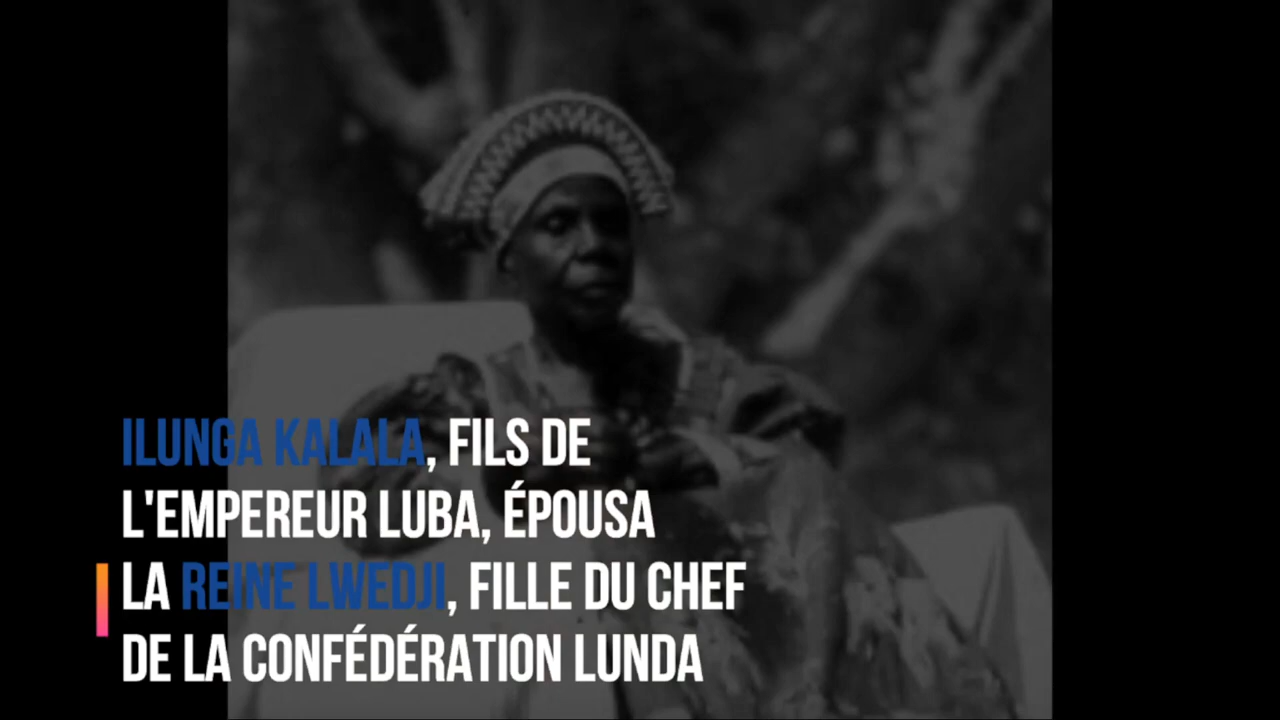 ILUNGA KALALA, FILS DE
L'EMPEREUR LUBA, ÉPOUSA
LA REINE LWEDJI, FILLE DU CHEF
DE LA CONFÉDÉRATION LUNDA